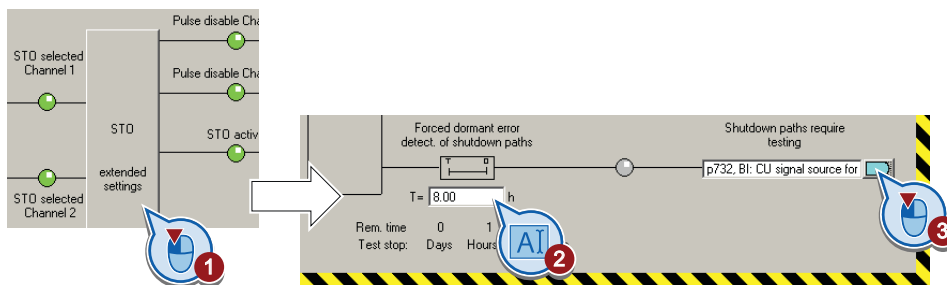 Pulse disable Cha
STO selected
Channel 1
Pulse disable Cha
STO
STO activ
extended
settings
STO selected
Channel 2
1
Forced dormant error
detect. of shutdown paths
Shutdown paths require
testing
T 0
p732, BI: CU signal source for
T= 8.00 h
Rem. time 0 1
Test stop: Days Hours
AI
2
3